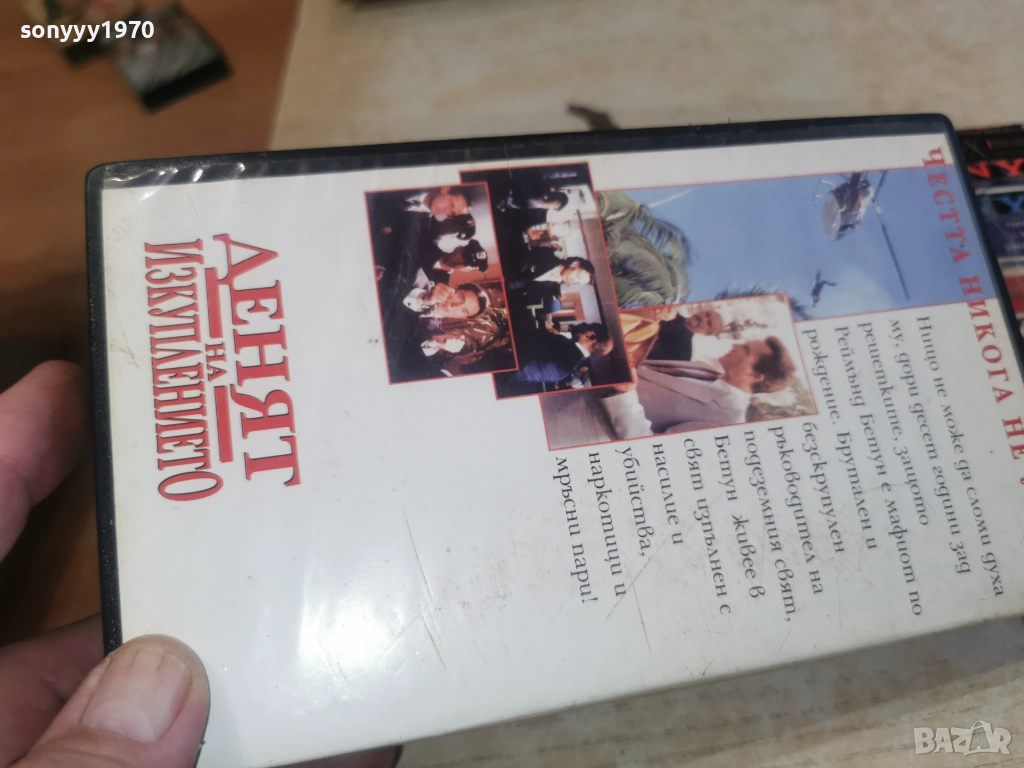 sonyyy1970
ЧЕСТТА НИКОГА НЕ
Нищо не може да сломи духа
му, дори десет години зад
решетките, защото
Реймънд Бетун е мафиот по
рождение. Брутален и
безскрупулен
ръководител на
подземния свят,
Бетун живее в
свят изпълнен с
насилие и
убийства,
наркотици и
мръсни пари!
ДЕНЯТ
НА
ИЗКУПЛЕНИЕТО
BAZAR